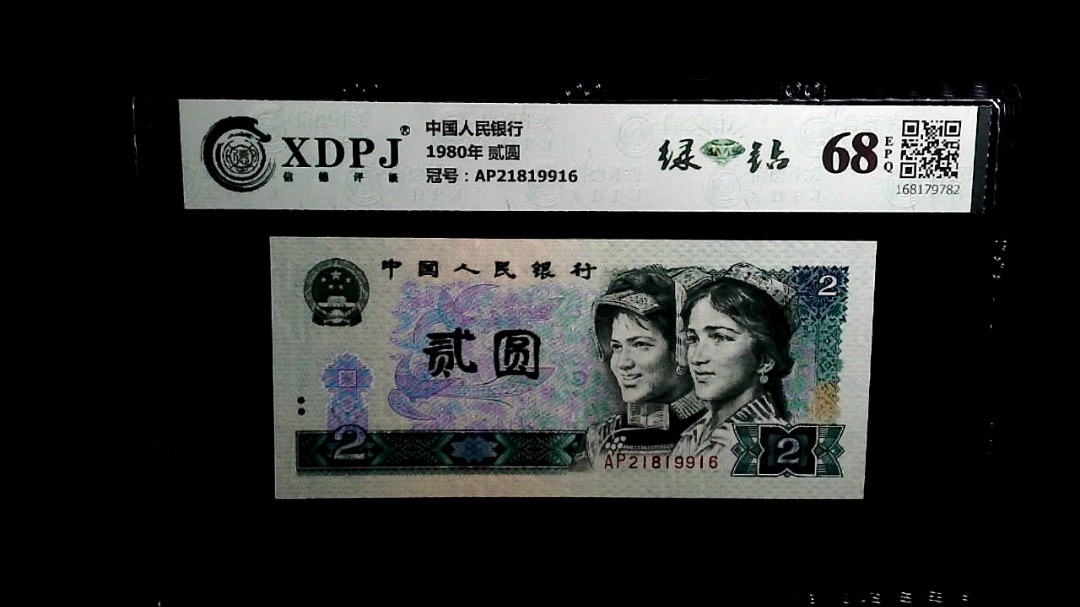 XDPJ®
信德评级
中国人民银行
1980年 贰圆
冠号：AP21819916
绿 钻
68
EPQ
168179782
中国人民银行
2
贰圆
2
AP21819916
2